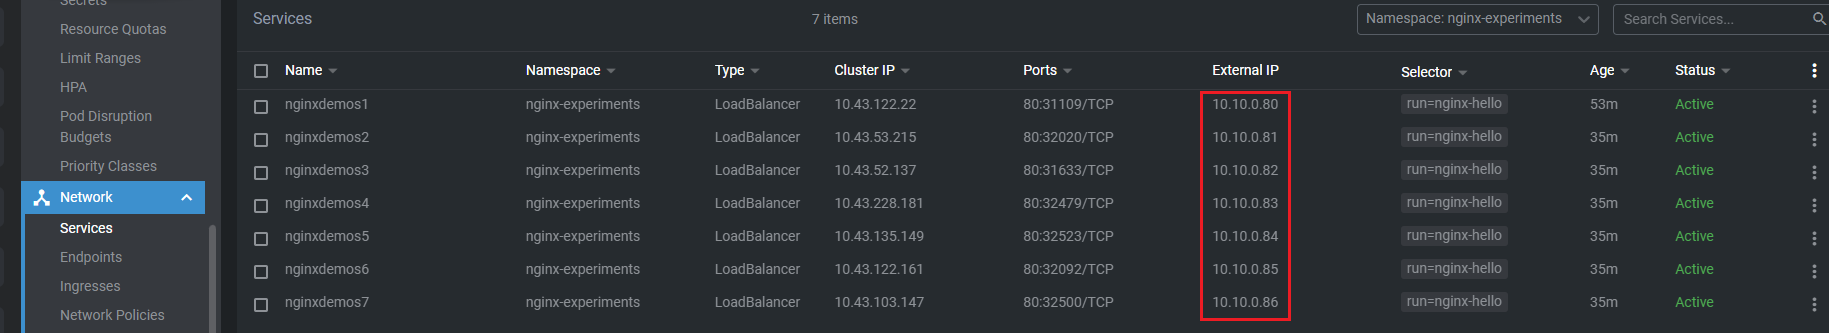 Secrets
Resource Quotas
Limit Ranges
HPA
Pod Disruption
Budgets
Priority Classes
Network
Services
Endpoints
Ingresses
Network Policies
Services 7 items Namespace: nginx-experiments Search Services...
Name Namespace Type Cluster IP Ports External IP Selector Age Status
nginxdemos1 nginx-experiments LoadBalancer 10.43.122.22 80:31109/TCP 10.10.0.80 run=nginx-hello 53m Active
nginxdemos2 nginx-experiments LoadBalancer 10.43.53.215 80:32020/TCP 10.10.0.81 run=nginx-hello 35m Active
nginxdemos3 nginx-experiments LoadBalancer 10.43.52.137 80:31633/TCP 10.10.0.82 run=nginx-hello 35m Active
nginxdemos4 nginx-experiments LoadBalancer 10.43.228.181 80:32479/TCP 10.10.0.83 run=nginx-hello 35m Active
nginxdemos5 nginx-experiments LoadBalancer 10.43.135.149 80:32523/TCP 10.10.0.84 run=nginx-hello 35m Active
nginxdemos6 nginx-experiments LoadBalancer 10.43.122.161 80:32092/TCP 10.10.0.85 run=nginx-hello 35m Active
nginxdemos7 nginx-experiments LoadBalancer 10.43.103.147 80:32500/TCP 10.10.0.86 run=nginx-hello 35m Active